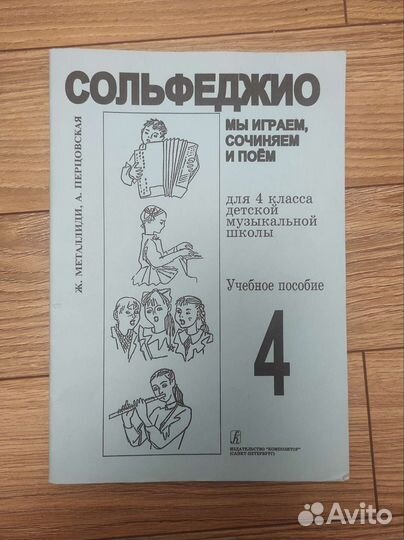 СОЛЬФЕДЖИО
МЫ ИГРАЕМ,
СОЧИНЯЕМ
И ПОЁМ
Ж. МЕТАЛЛИДИ, А. ПЕРЦОВСКАЯ
для 4 класса
детской
музыкальной
школы
Учебное пособие
4
ИЗДАТЕЛЬСТВО "КОМПОЗИТОР"
(САНКТ-ПЕТЕРБУРГ)
Avito